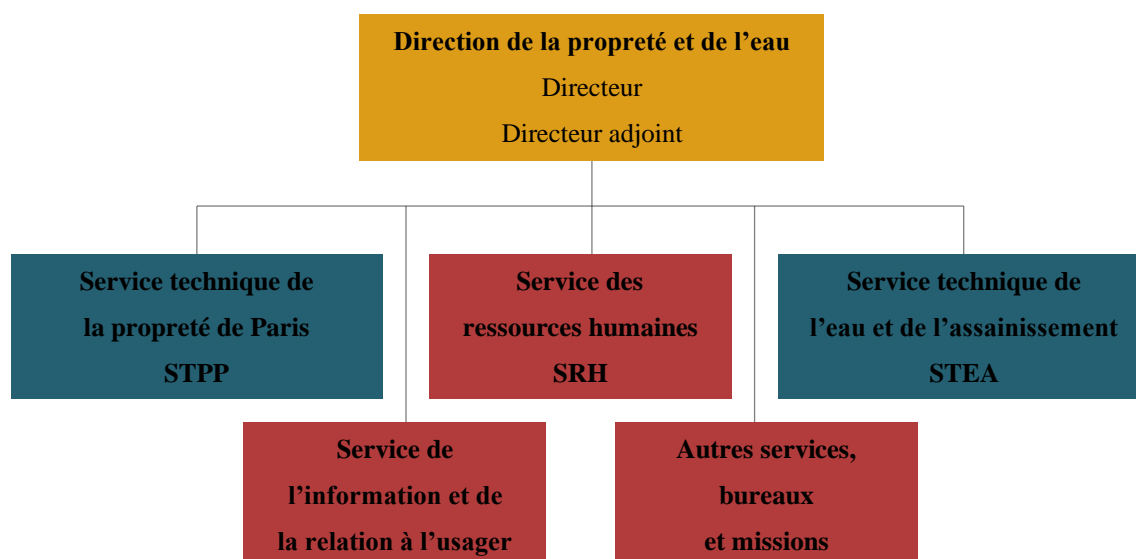 Direction de la propreté et de l’eau
Directeur
Directeur adjoint
Service technique de
la propreté de Paris
STPP
Service des
ressources humaines
SRH
Service technique de
l’eau et de l’assainissement
STEA
Service de
l’information et de
la relation à l’usager
Autres services,
bureaux
et missions